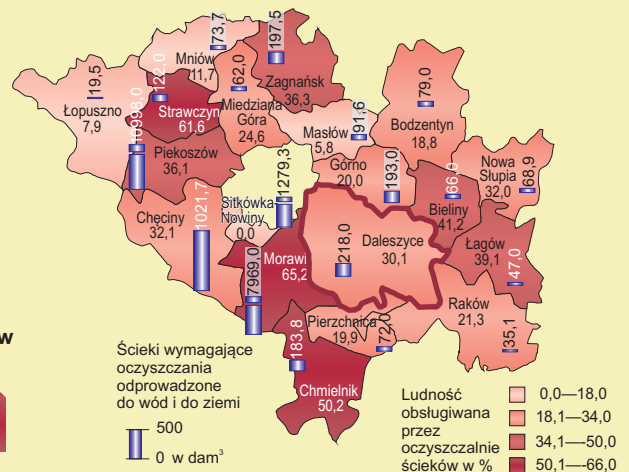 73,7
Mniów
11,7
197,5
Zagnańsk
36,3
19,5
Łopuszno
7,9
122,0
Strawczyn
61,6
62,0
Miedziana
Góra
24,6
79,0
Bodzentyn
18,8
91,6
Masłów
5,8
10998,0
Piekoszów
36,1
Górno
20,0
193,0
Nowa
Słupia
32,0
68,9
66,0
Bieliny
41,2
1279,3
Sitkówka-
Nowiny
0,0
Chęciny
32,1
1021,7
Łagów
39,1
47,0
218,0
Daleszyce
30,1
Morawi
65,2
7969,0
Raków
21,3
35,1
Pierzchnica
19,9
72,0
183,8
Chmielnik
50,2
w
Ścieki wymagające
oczyszczania
odprowadzone
do wód i do ziemi
500
0 w dam³
Ludność
obsługiwana
przez
oczyszczalnie
ścieków w %
0,0—18,0
18,1—34,0
34,1—50,0
50,1—-66,0